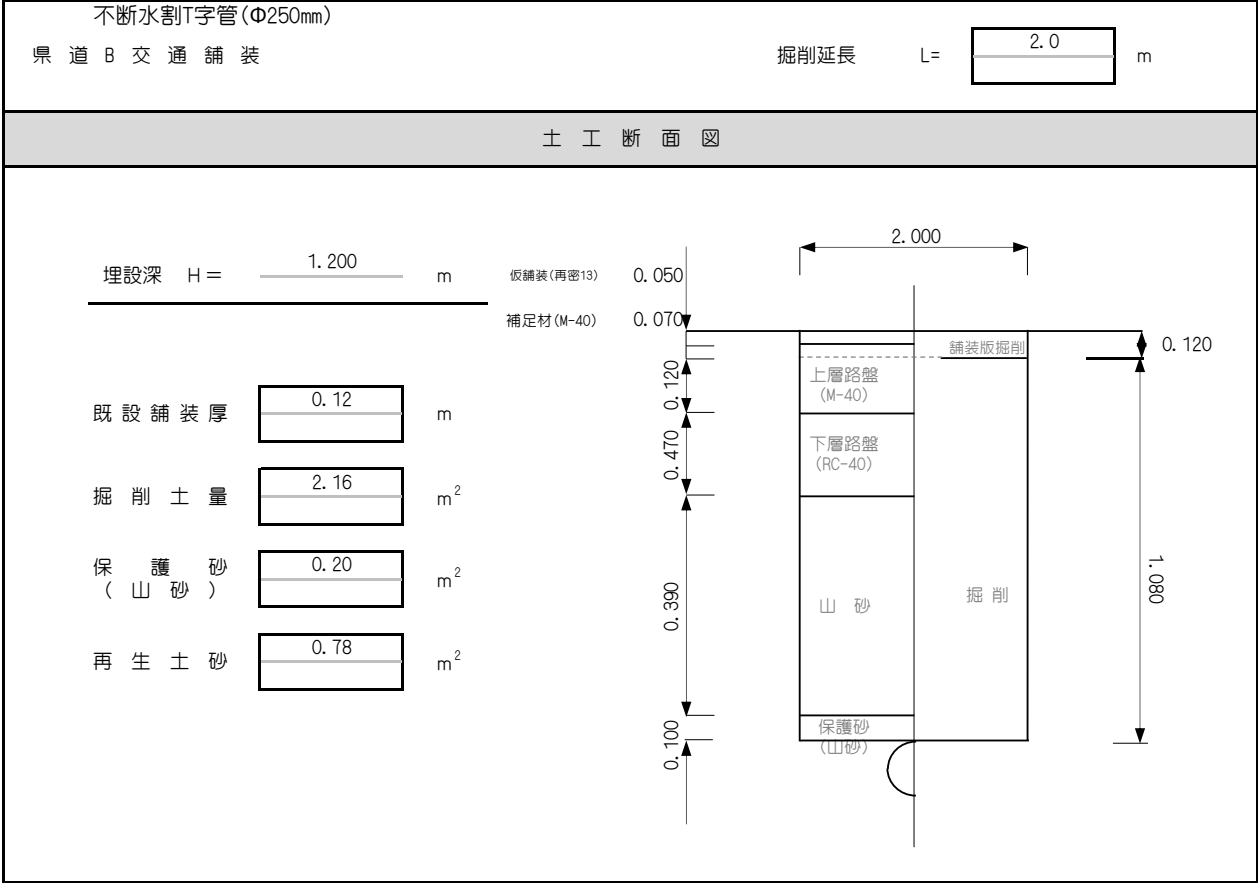 不断水割T字管(Φ250㎜)
県道B交通舗装
掘削延長 L= 2.0 m
土工断面図
埋設深 H＝ 1.200 m
仮舗装(再密13) 0.050
補足材(M-40) 0.070
既設舗装厚 0.12 m
掘削土量 2.16 m²
保護砂
(山砂)
0.20 m²
再生土砂 0.78 m²
2.000
0.120
舗装版掘削
0.120
上層路盤
(M-40)
0.470
下層路盤
(RC-40)
0.390
山砂
掘削
1.080
0.100
保護砂
(山砂)